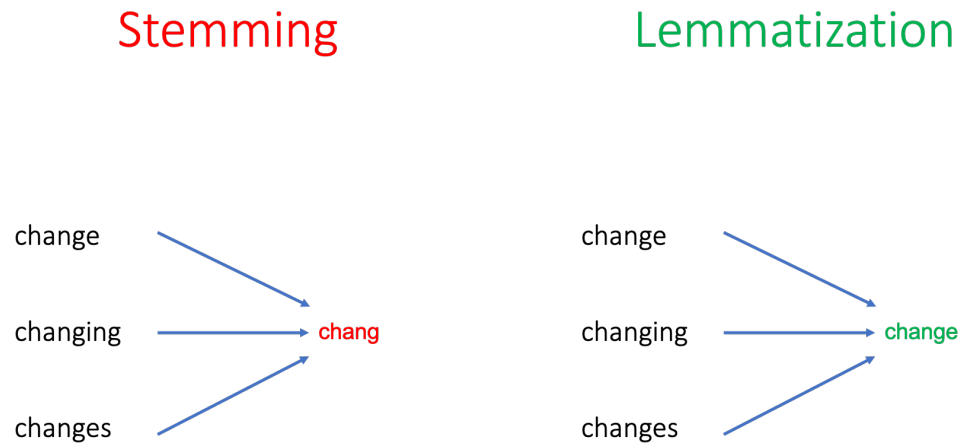 Stemming
change
changing
changes
chang
Lemmatization
change
changing
changes
change